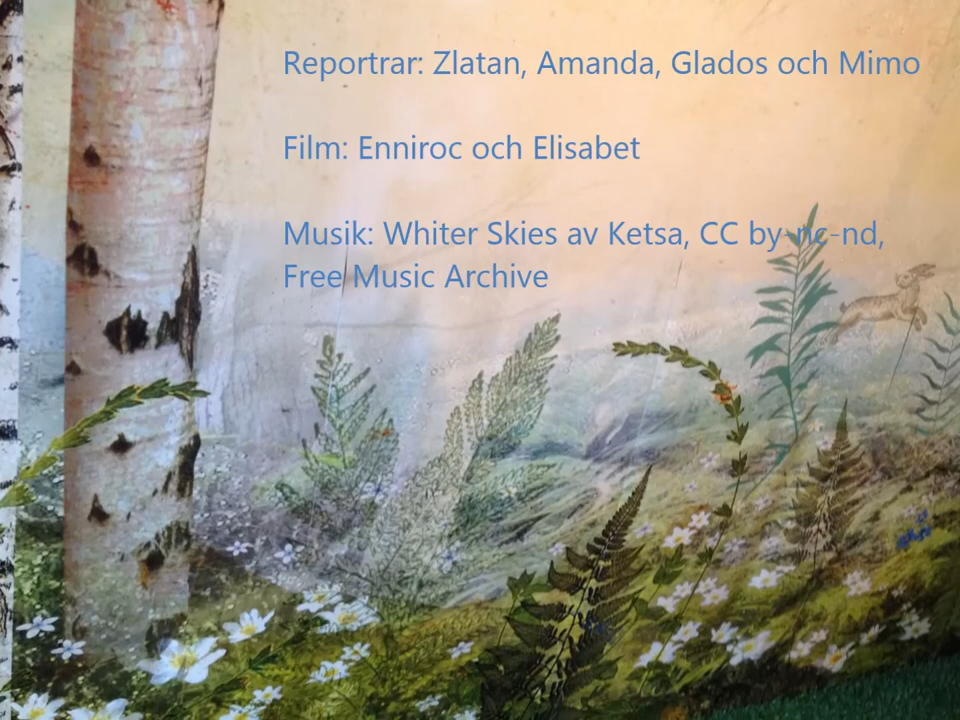 Reportrar: Zlatan, Amanda, Glados och Mimo
Film: Enniroc och Elisabet
Musik: Whiter Skies av Ketsa, CC by-nc-nd,
Free Music Archive